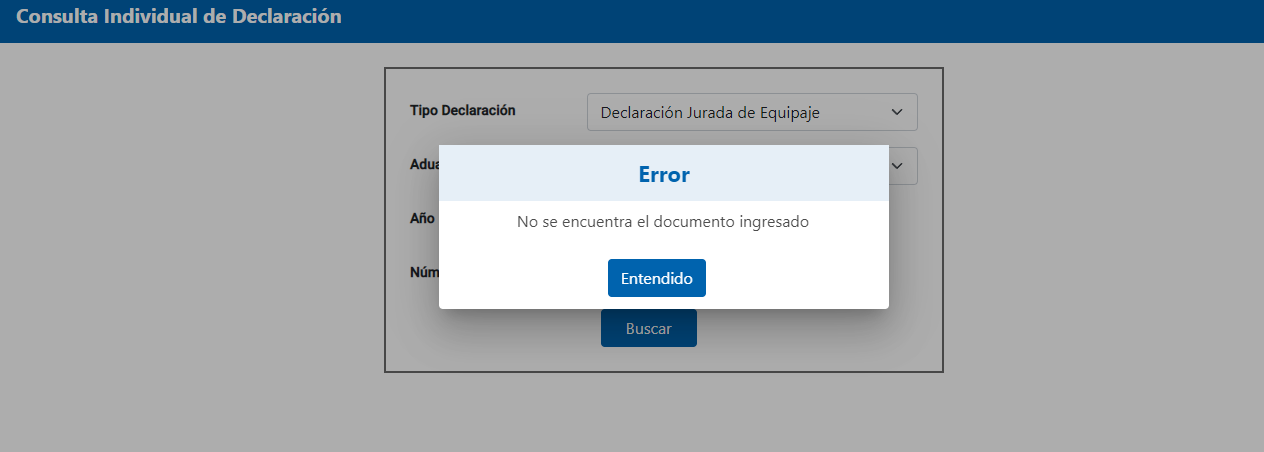 Consulta Individual de Declaración
Tipo Declaración
Declaración Jurada de Equipaje
Error
No se encuentra el documento ingresado
Año
Entendido
Buscar